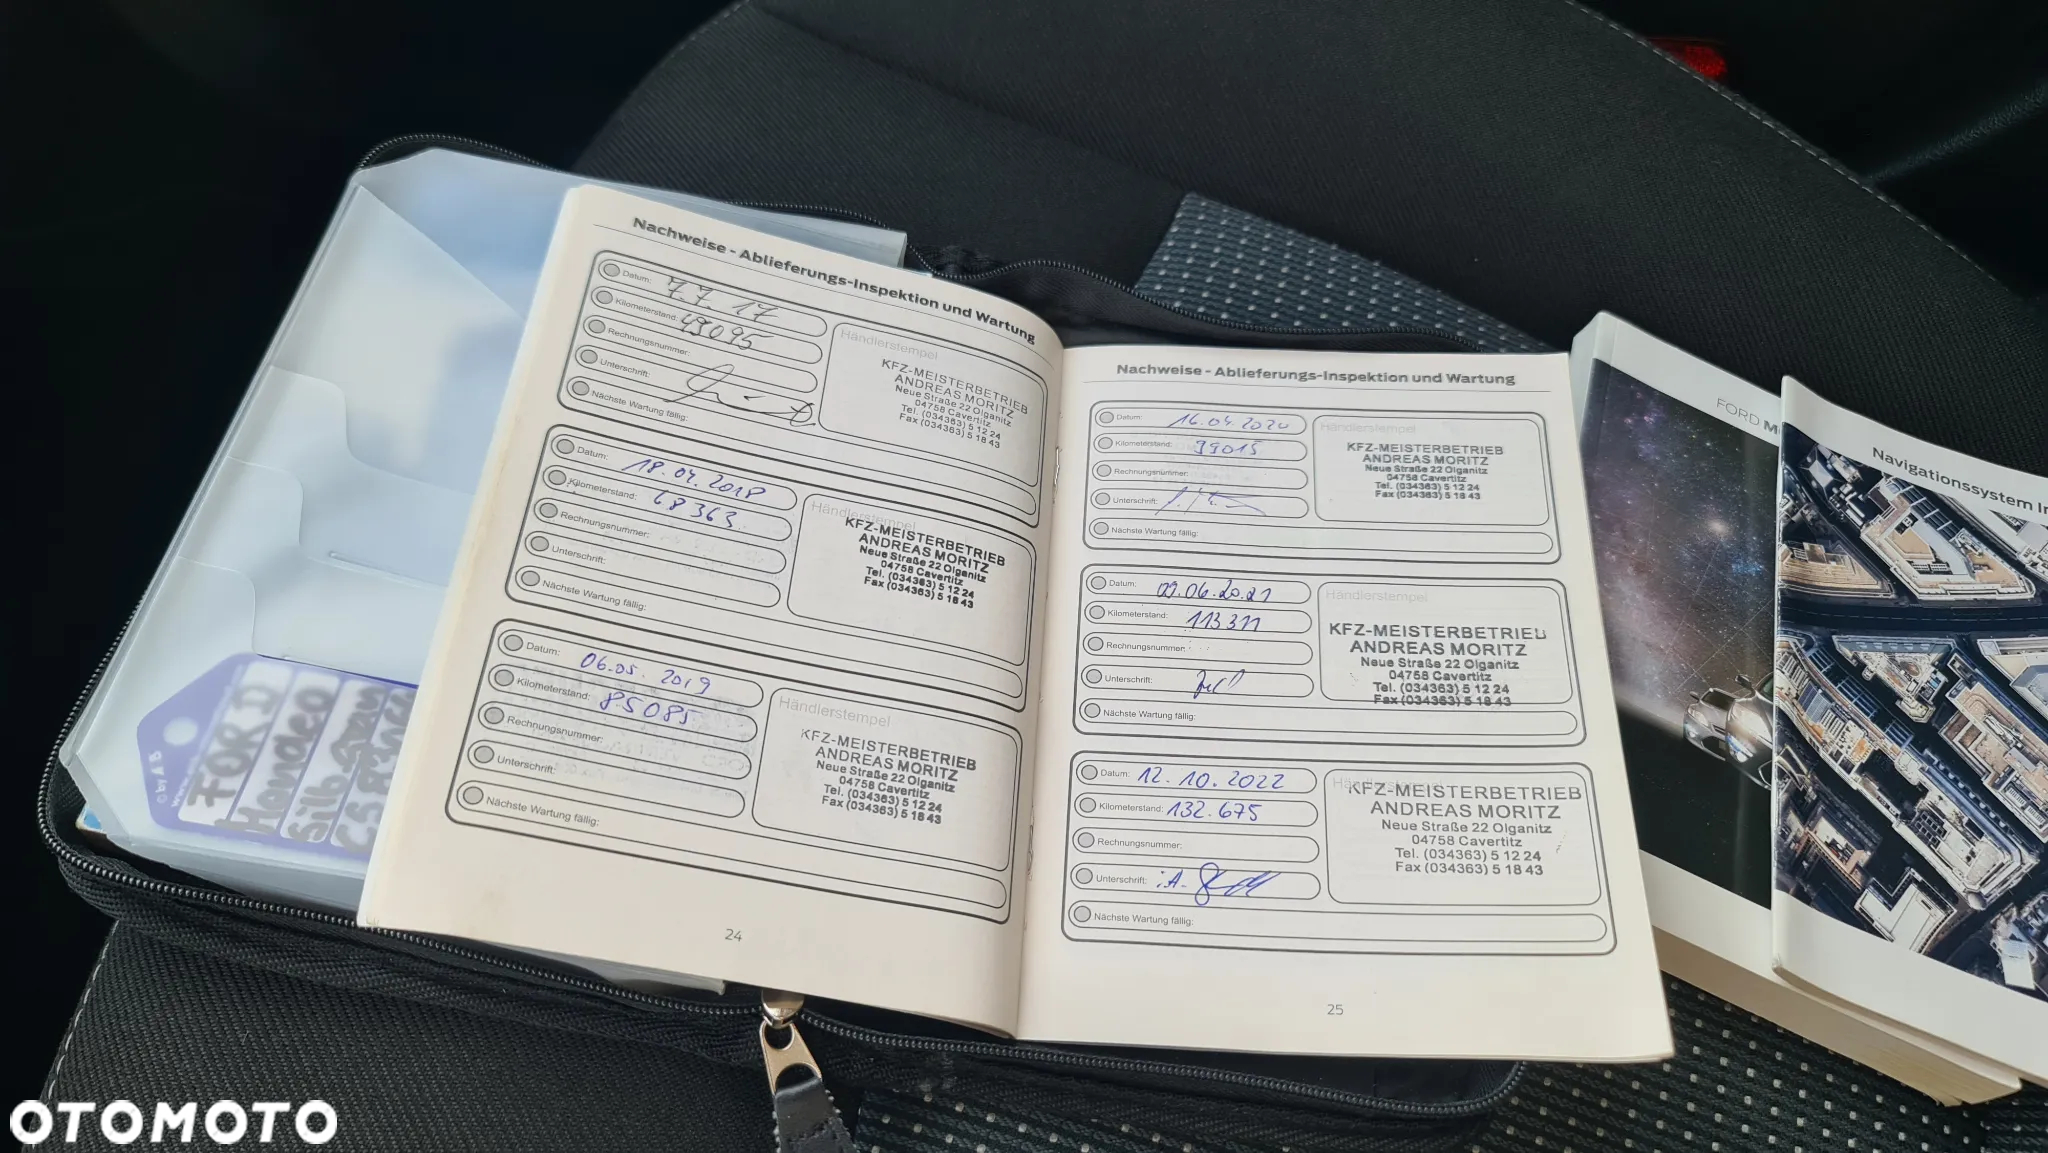 Nachweise - Ablieferungs-Inspektion und Wartung
Datum: 7.7 17
Kilometerstand: 49095
Rechnungsnummer:
Unterschrift:
Nächste Wartung fällig:
Händlerstempel
KFZ-MEISTERBETRIEB
ANDREAS MORITZ
Neue Straße 22 Olganitz
04758 Cavertitz
Tel. (034363) 5 12 24
Fax (034363) 5 18 43
Datum: 18.04.2018
Kilometerstand: 68363
Rechnungsnummer:
Unterschrift:
Nächste Wartung fällig:
Händlerstempel
KFZ-MEISTERBETRIEB
ANDREAS MORITZ
Neue Straße 22 Olganitz
04758 Cavertitz
Tel. (034363) 5 12 24
Fax (034363) 5 18 43
Datum: 06.05.2019
Kilometerstand: 85085
Rechnungsnummer:
Unterschrift:
Nächste Wartung fällig:
Händlerstempel
KFZ-MEISTERBETRIEB
ANDREAS MORITZ
Neue Straße 22 Olganitz
04758 Cavertitz
Tel. (034363) 5 12 24
Fax (034363) 5 18 43
24
Nachweise - Ablieferungs-Inspektion und Wartung
Datum: 16.04.2020
Kilometerstand: 99015
Rechnungsnummer:
Unterschrift:
Nächste Wartung fällig:
Händlerstempel
KFZ-MEISTERBETRIEB
ANDREAS MORITZ
Neue Straße 22 Olganitz
04758 Cavertitz
Tel. (034363) 5 12 24
Fax (034363) 5 18 43
Datum: 09.06.2021
Kilometerstand: 113311
Rechnungsnummer:
Unterschrift:
Nächste Wartung fällig:
Händlerstempel
KFZ-MEISTERBETRIEB
ANDREAS MORITZ
Neue Straße 22 Olganitz
04758 Cavertitz
Tel. (034363) 5 12 24
Fax (034363) 5 18 43
Datum: 12.10.2022
Kilometerstand: 132.675
Rechnungsnummer:
Unterschrift: i.A.
Nächste Wartung fällig:
Händlerstempel
KFZ-MEISTERBETRIEB
ANDREAS MORITZ
Neue Straße 22 Olganitz
04758 Cavertitz
Tel. (034363) 5 12 24
Fax (034363) 5 18 43
25
FORD
Navigationssystem
© by A B
www.
FORD
Mondeo
OTOMOTO